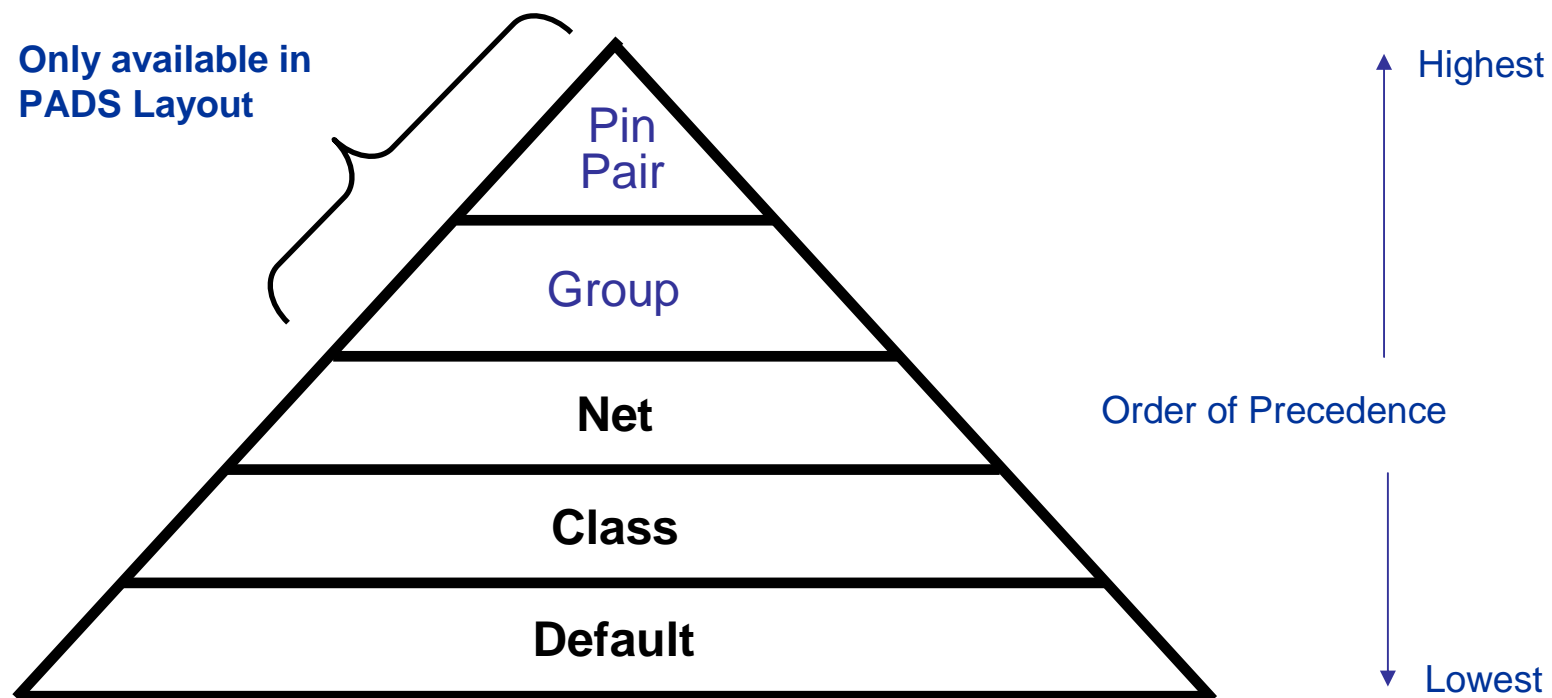 Only available in
PADS Layout
Highest
Pin
Pair
Group
Net
Order of Precedence
Class
Default
Lowest